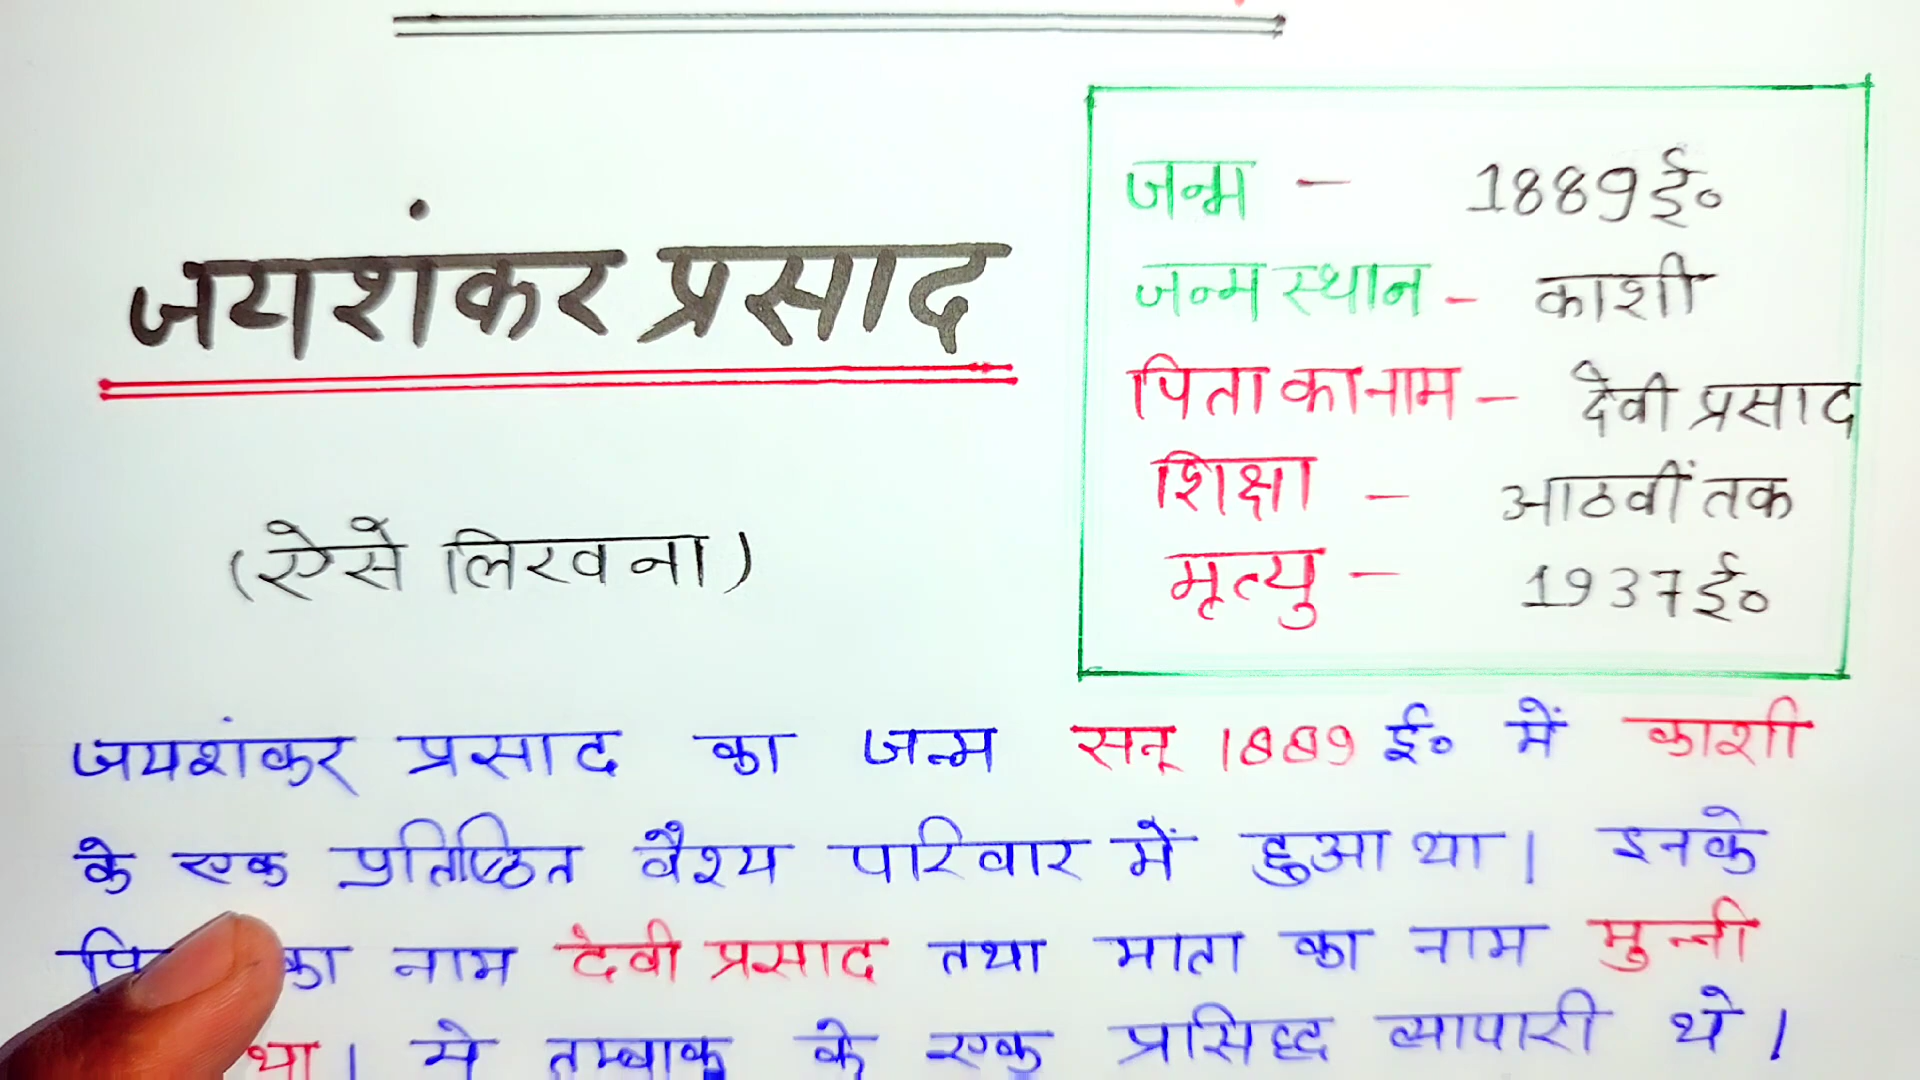 जयशंकर प्रसाद
(ऐसे लिखना)
जन्म - 1889 ई०
जन्म स्थान - काशी
पिता का नाम - देवी प्रसाद
शिक्षा - आठवीं तक
मृत्यु - 1937 ई०
जयशंकर प्रसाद का जन्म सन् 1889 ई० में काशी
के एक प्रतिष्ठित वैश्य परिवार में हुआ था। इनके
का नाम देवी प्रसाद तथा माता का नाम मुन्नी
था। ये तम्बाकू के एक प्रसिद्ध व्यापारी थे।